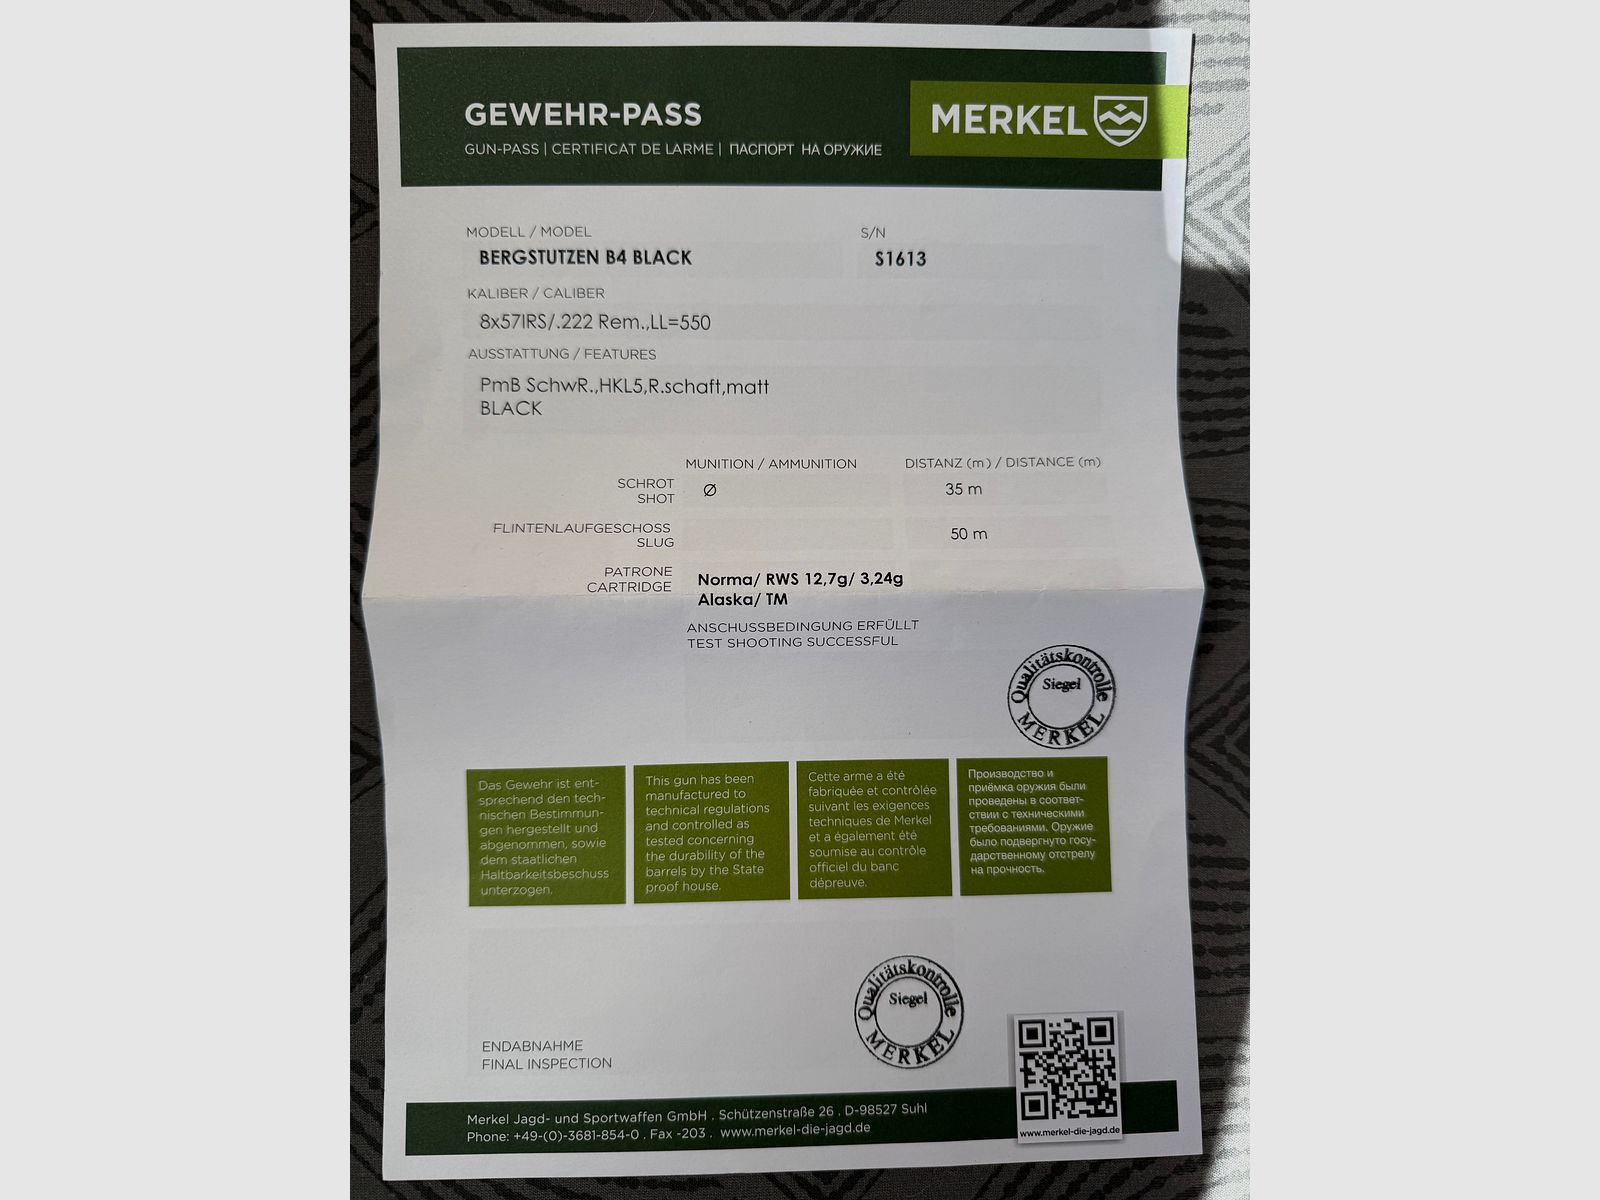 GEWEHR-PASS
GUN-PASS | CERTIFICAT DE LARME | ПАСПОРТ НА ОРУЖИЕ
MERKEL
MODELL / MODEL
BERGSTUTZEN B4 BLACK
S/N
S1613
KALIBER / CALIBER
8x57IRS/.222 Rem.,LL=550
AUSSTATTUNG / FEATURES
PmB SchwR.,HKL5,R.schaft,matt
BLACK
MUNITION / AMMUNITION
DISTANZ (m) / DISTANCE (m)
SCHROT
SHOT
Ø
35 m
FLINTENLAUFGESCHOSS
SLUG
50 m
PATRONE
CARTRIDGE
Norma/ RWS 12,7g/ 3,24g
Alaska/ TM
ANSCHUSSBEDINGUNG ERFÜLLT
TEST SHOOTING SUCCESSFUL
Qualitätskontrolle
Siegel
MERKEL
Das Gewehr ist ent-
sprechend den tech-
nischen Bestimmun-
gen hergestellt und
abgenommen, sowie
dem staatlichen
Haltbarkeitsbeschuss
unterzogen.
This gun has been
manufactured to
technical regulations
and controlled as
tested concerning
the durability of the
barrels by the State
proof house.
Cette arme a été
fabriquée et contrôlée
suivant les exigences
techniques de Merkel
et a également été
soumise au contrôle
officiel du banc
dépreuve.
Производство и
приёмка оружия были
проведены в соответ-
ствии с техническими
требованиями. Оружие
было подвергнуто госу-
дарственному отстрелу
на прочность.
Qualitätskontrolle
Siegel
MERKEL
ENDABNAHME
FINAL INSPECTION
Merkel Jagd- und Sportwaffen GmbH . Schützenstraße 26 . D-98527 Suhl
Phone: +49-(0)-3681-854-0 . Fax -203 . www.merkel-die-jagd.de
www.merkel-die-jagd.de